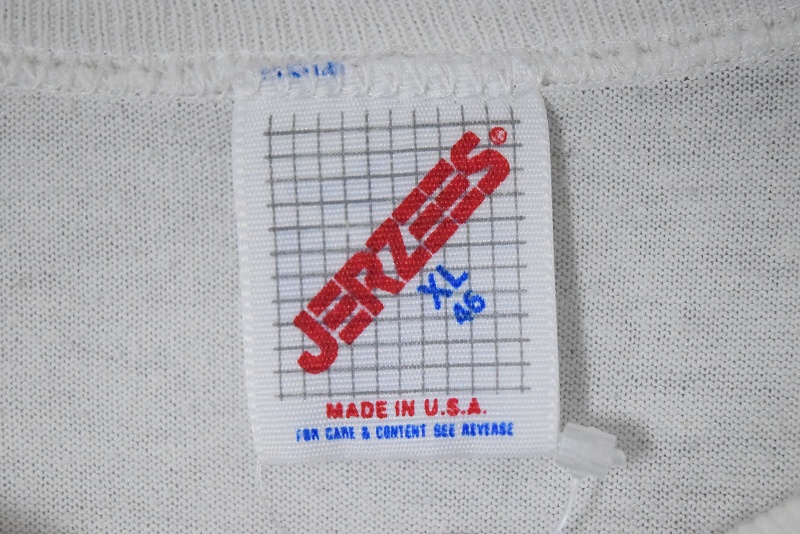 JERZEES®
XL
46
MADE IN U.S.A.
FOR CARE & CONTENT SEE REVERSE